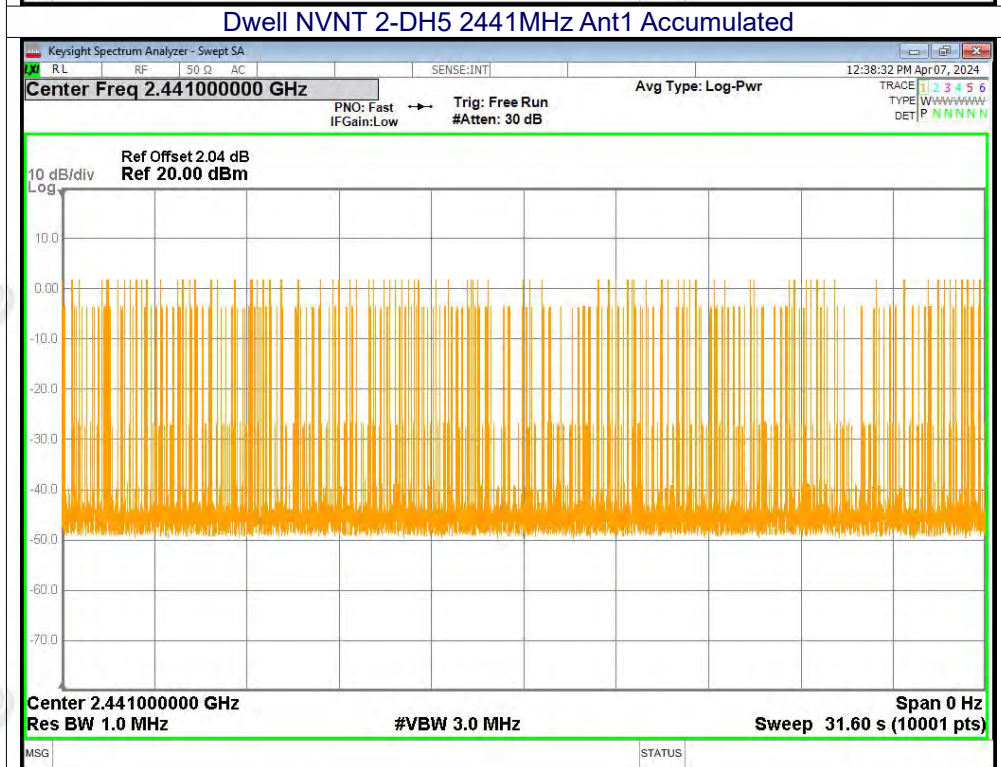 Dwell NVNT 2-DH5 2441MHz Ant1 Accumulated
Keysight Spectrum Analyzer - Swept SA
LXI RL RF 50 Ω AC SENSE:INT 12:38:32 PM Apr 07, 2024
Center Freq 2.441000000 GHz Avg Type: Log-Pwr TRACE 1 2 3 4 5 6
PNO: Fast Trig: Free Run TYPE WWWWWW
IFGain:Low #Atten: 30 dB DET P N N N N N
Ref Offset 2.04 dB
10 dB/div Ref 20.00 dBm
Log
10.0
0.00
-10.0
-20.0
-30.0
-40.0
-50.0
-60.0
-70.0
Center 2.441000000 GHz Span 0 Hz
Res BW 1.0 MHz #VBW 3.0 MHz Sweep 31.60 s (10001 pts)
MSG STATUS